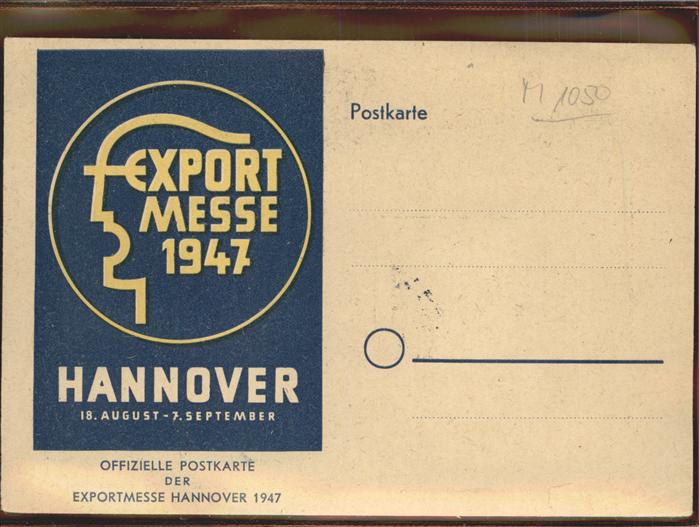 EXPORT
MESSE
1947
HANNOVER
18. AUGUST - 7. SEPTEMBER
OFFIZIELLE POSTKARTE
DER
EXPORTMESSE HANNOVER 1947
Postkarte
M 1050